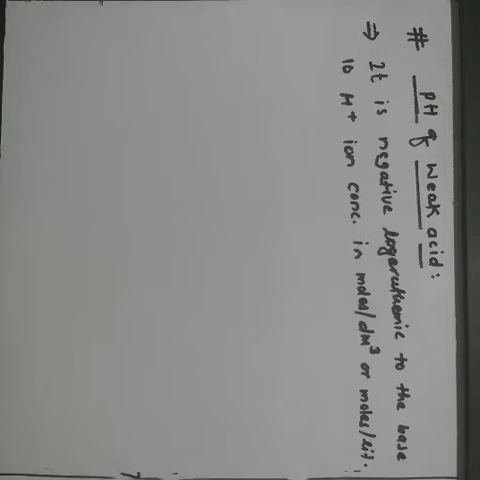 # pH of weak acid:
⇒ It is negative logerathemic to the base
10 H+ ion conc. in moles/dm³ or moles/lit.